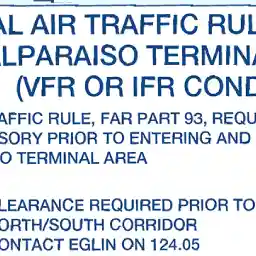 AL AIR TRAFFIC RUL
ALPARAISO TERMINA
(VFR OR IFR COND
AFFIC RULE, FAR PART 93, REQU
SORY PRIOR TO ENTERING AND
O TERMINAL AREA
LEARANCE REQUIRED PRIOR TO
ORTH/SOUTH CORRIDOR
ONTACT EGLIN ON 124.05